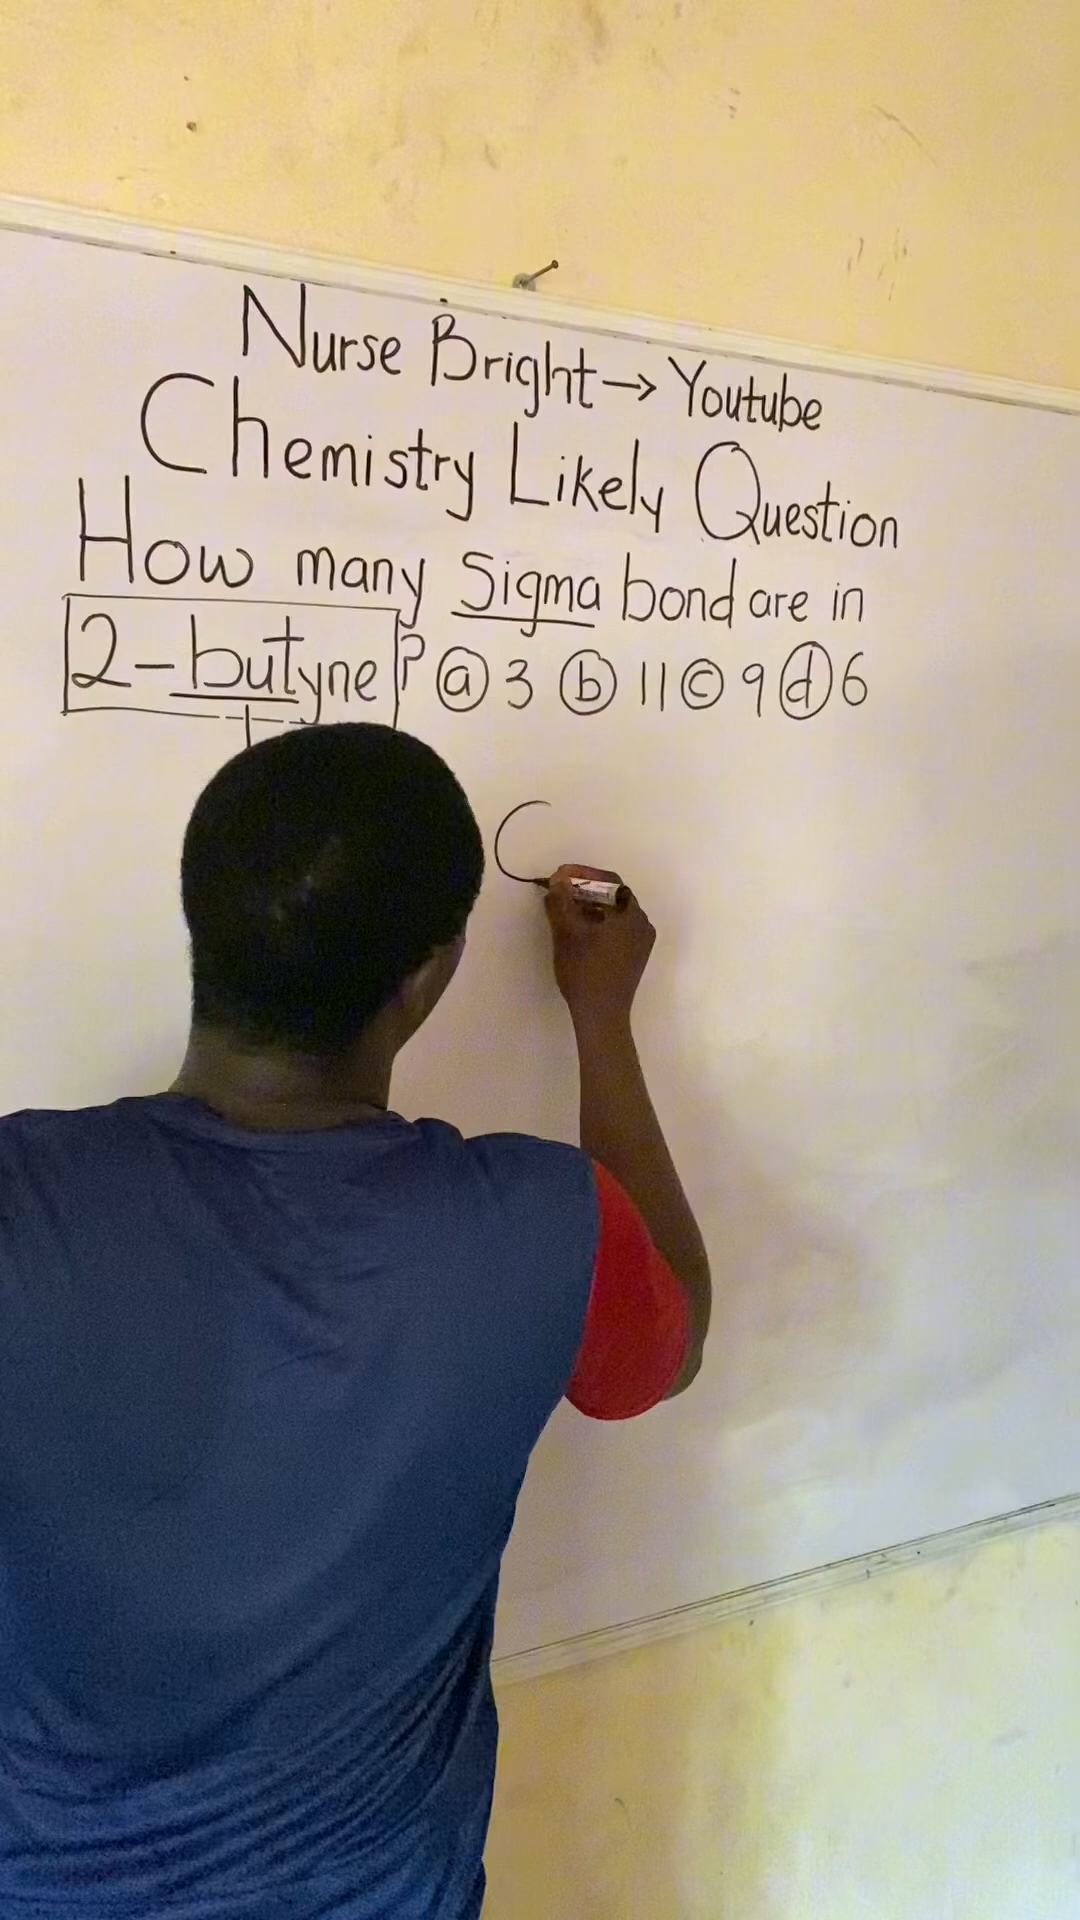 Nurse Bright→Youtube
Chemistry Likely Question
How many Sigma bond are in
2-butyne? ⓐ 3 ⓑ 11 ⓒ 9 ⓓ 6
C